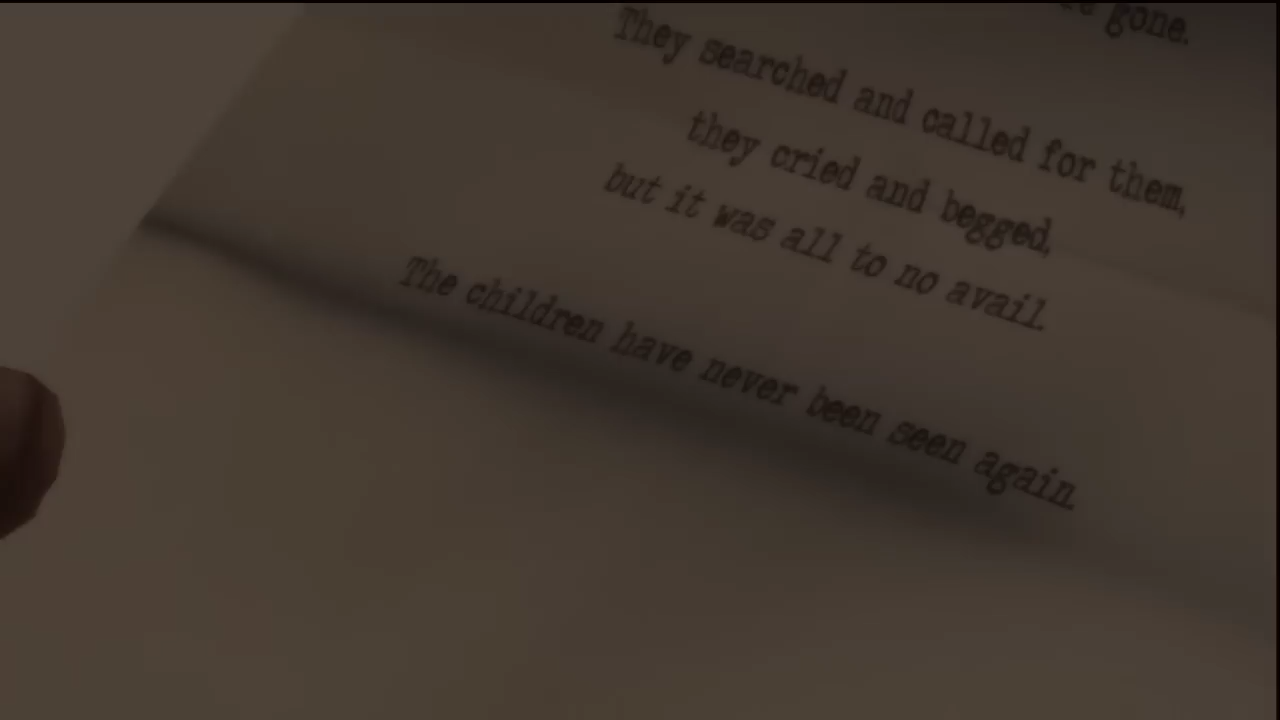 gone.
They searched and called for them,
they cried and begged,
but it was all to no avail.
The children have never been seen again.